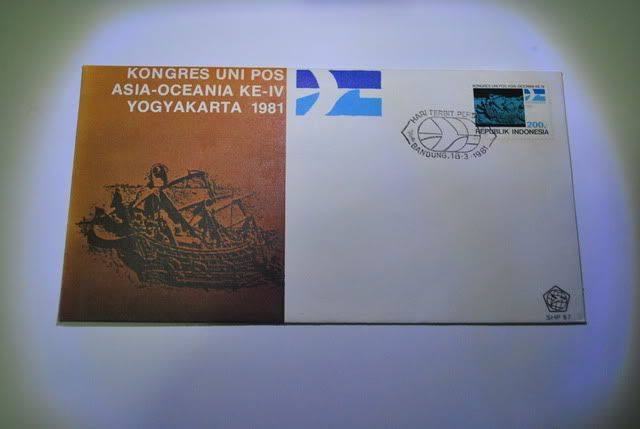 KONGRES UNI POS
ASIA-OCEANIA KE-IV
YOGYAKARTA 1981
KONGRES UNI POS ASIA-OCEANIA KE-IV
200,
REPUBLIK INDONESIA
HARI TERBIT
BANDUNG, 18-3-1981
SHP